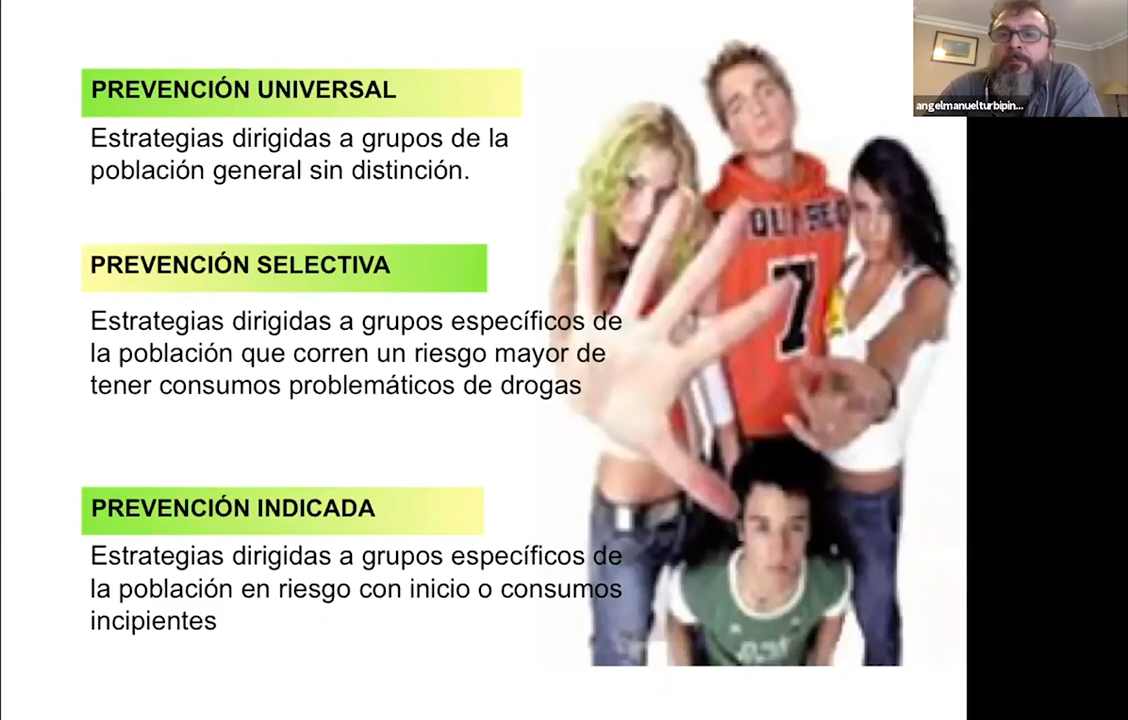 PREVENCIÓN UNIVERSAL
Estrategias dirigidas a grupos de la
población general sin distinción.
PREVENCIÓN SELECTIVA
Estrategias dirigidas a grupos específicos de
la población que corren un riesgo mayor de
tener consumos problemáticos de drogas
PREVENCIÓN INDICADA
Estrategias dirigidas a grupos específicos de
la población en riesgo con inicio o consumos
incipientes
angelmanuelturbipin...
7